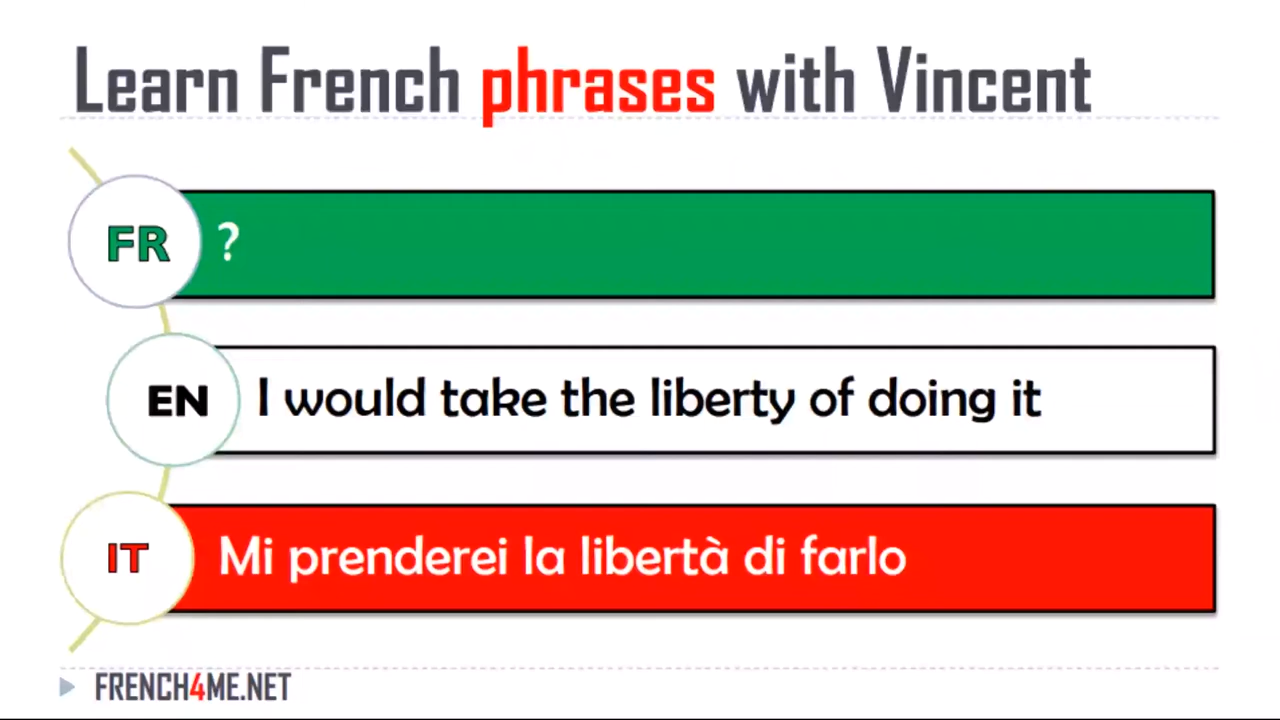 Learn French phrases with Vincent
FR ?
EN I would take the liberty of doing it
IT Mi prenderei la libertà di farlo
FRENCH4ME.NET